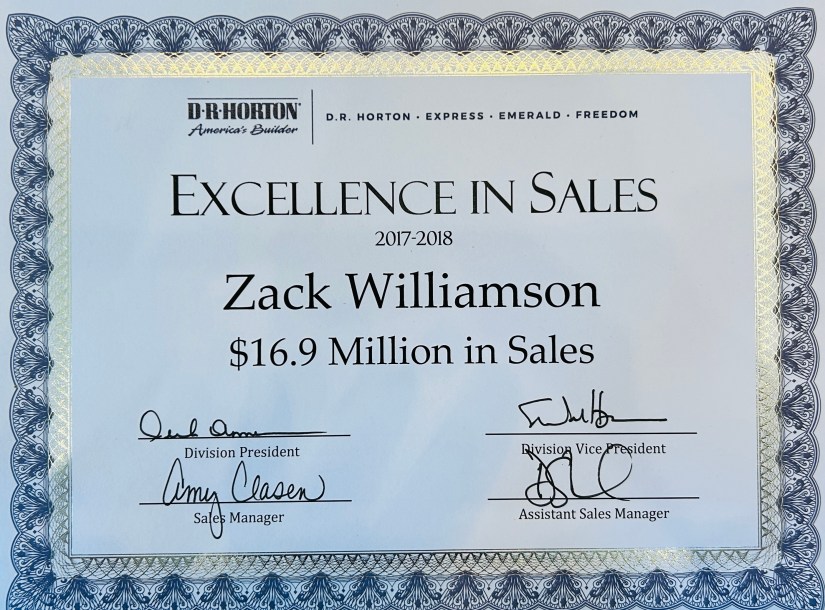 D·R·HORTON®
America's Builder
D.R. HORTON · EXPRESS · EMERALD · FREEDOM
EXCELLENCE IN SALES
2017-2018
Zack Williamson
$16.9 Million in Sales
Division President
Division Vice President
Amy Clasen
Sales Manager
Assistant Sales Manager